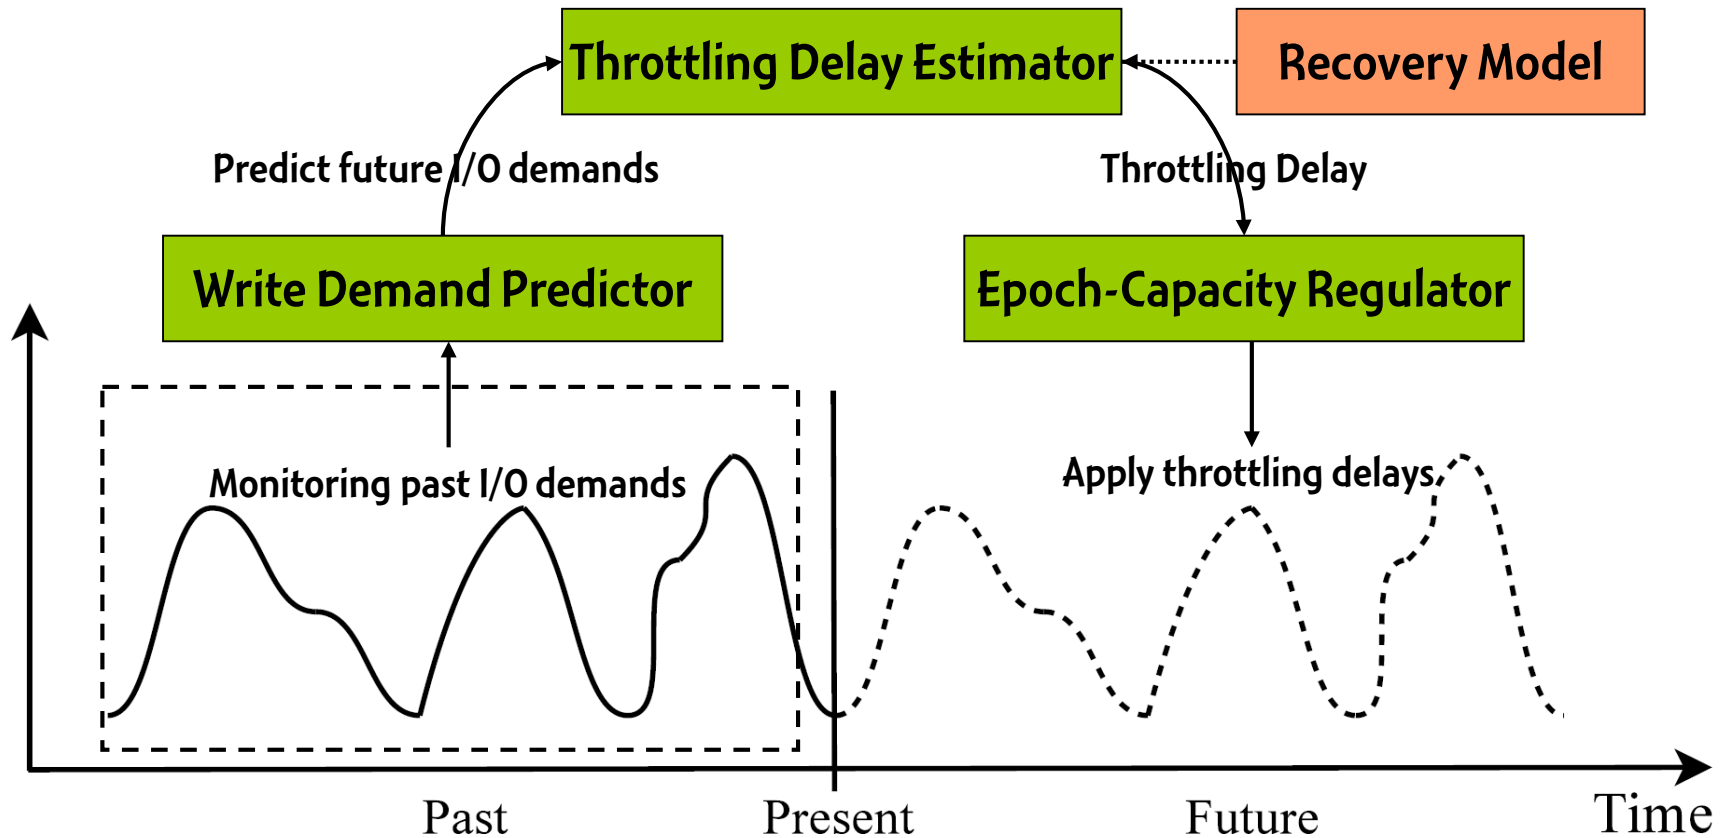 Throttling Delay Estimator
Recovery Model
Predict future I/O demands
Throttling Delay
Write Demand Predictor
Epoch-Capacity Regulator
Monitoring past I/O demands
Apply throttling delays
Past
Present
Future
Time